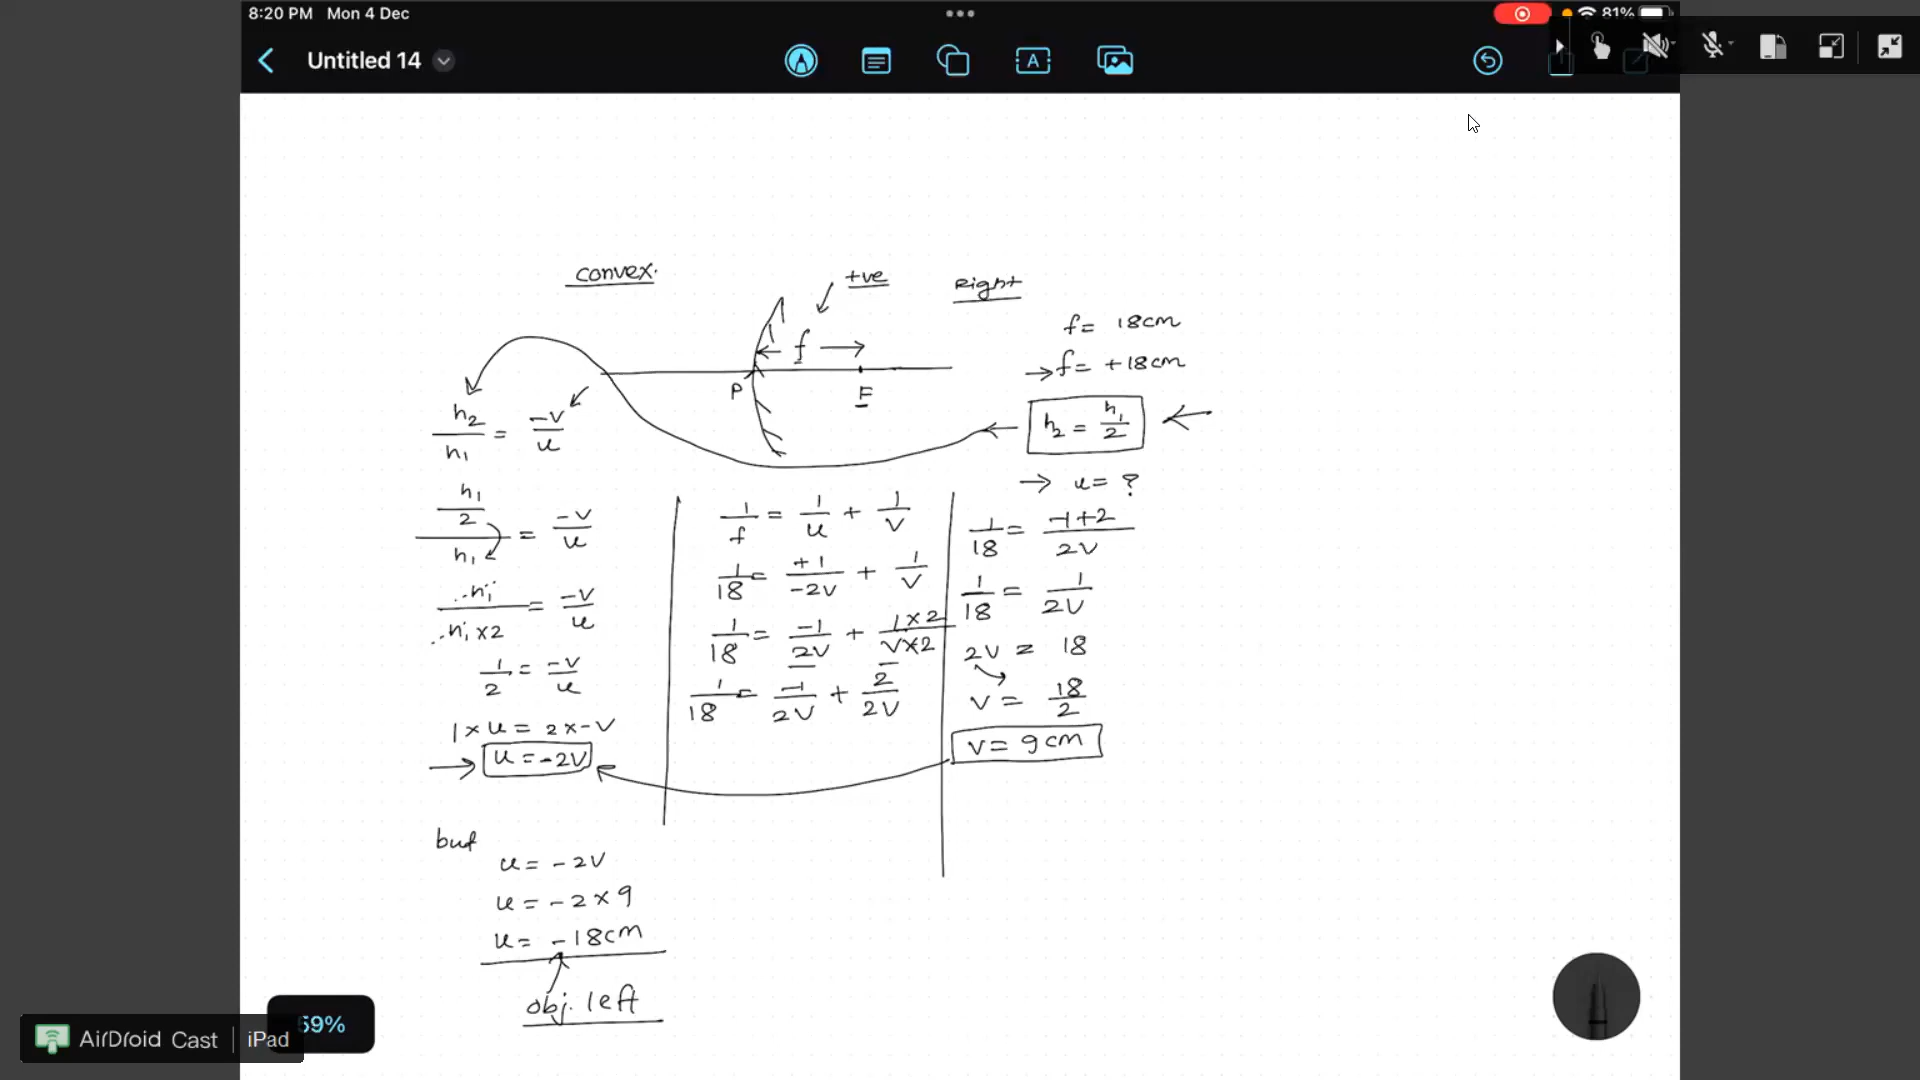 8:20 PM Mon 4 Dec
81%
Untitled 14
A
convex.
+ve
Right
f
P
F
f = 18cm
→ f = +18cm
h₂ = h₁/2
→ u = ?
h₂/h₁ = -v/u
(h₁/2)/h₁ = -v/u
h₁/(h₁×2) = -v/u
1/2 = -v/u
1×u = 2×-v
→ u = -2v
but
u = -2v
u = -2×9
u = -18cm
obj. left
1/f = 1/u + 1/v
1/18 = +1/-2v + 1/v
1/18 = -1/2v + 1×2/v×2
1/18 = -1/2v + 2/2v
1/18 = -1+2/2v
1/18 = 1/2v
2v = 18
v = 18/2
v = 9cm
59%
AirDroid Cast | iPad